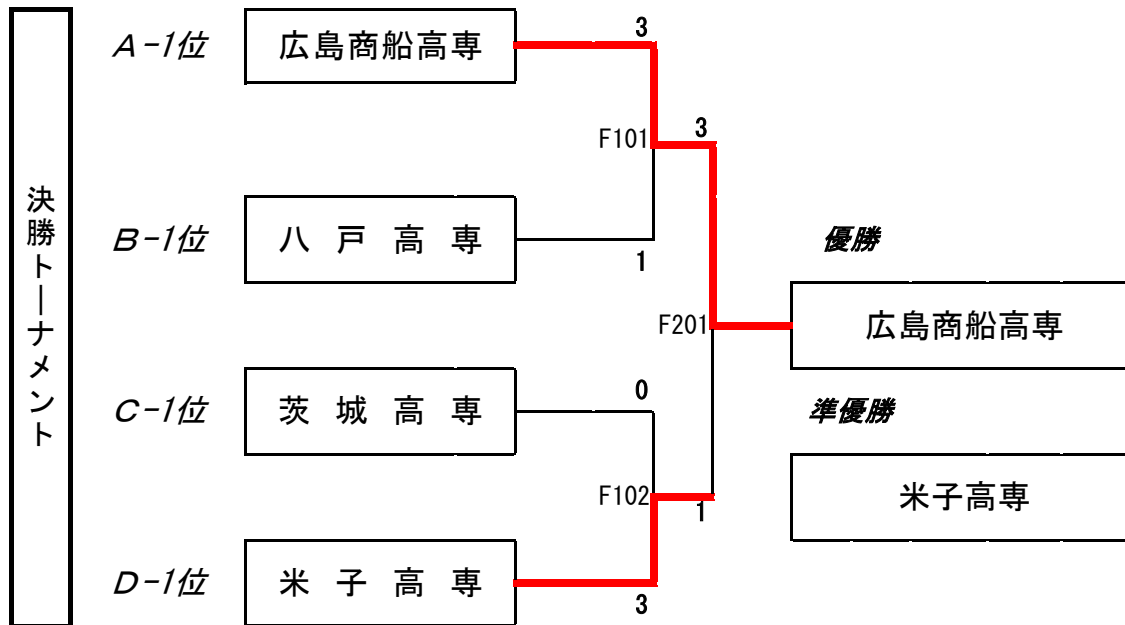 決勝トーナメント
A-1位
広島商船高専
3
F101
3
B-1位
八戸高専
1
優勝
F201
広島商船高専
C-1位
茨城高専
0
準優勝
F102
1
米子高専
D-1位
米子高専
3